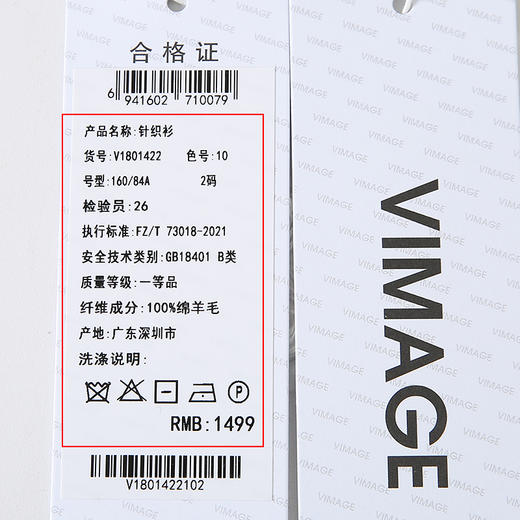 合格证
6 941602 710079
产品名称:针织衫
货号:V1801422 色号:10
号型:160/84A 2码
检验员:26
执行标准:FZ/T 73018-2021
安全技术类别:GB18401 B类
质量等级:一等品
纤维成分:100%绵羊毛
产地:广东深圳市
洗涤说明:
P
RMB:1499
V1801422102
VIMAGE